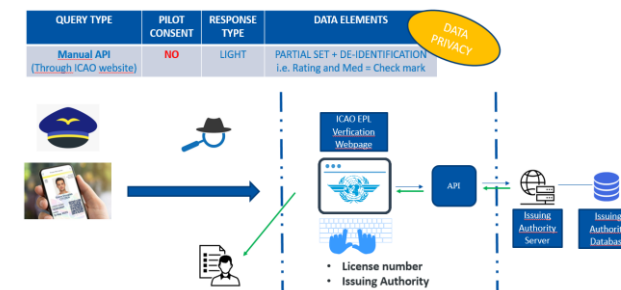 QUERY TYPE
PILOT CONSENT
RESPONSE TYPE
DATA ELEMENTS
Manual API
(Through ICAO website)
NO
LIGHT
PARTIAL SET + DE-IDENTIFICATION
i.e. Rating and Med = Check mark
DATA
PRIVACY
ICAO EPL
Verfication
Webpage
API
Issuing
Authority
Server
Issuing
Authority
Database
• License number
• Issuing Authority